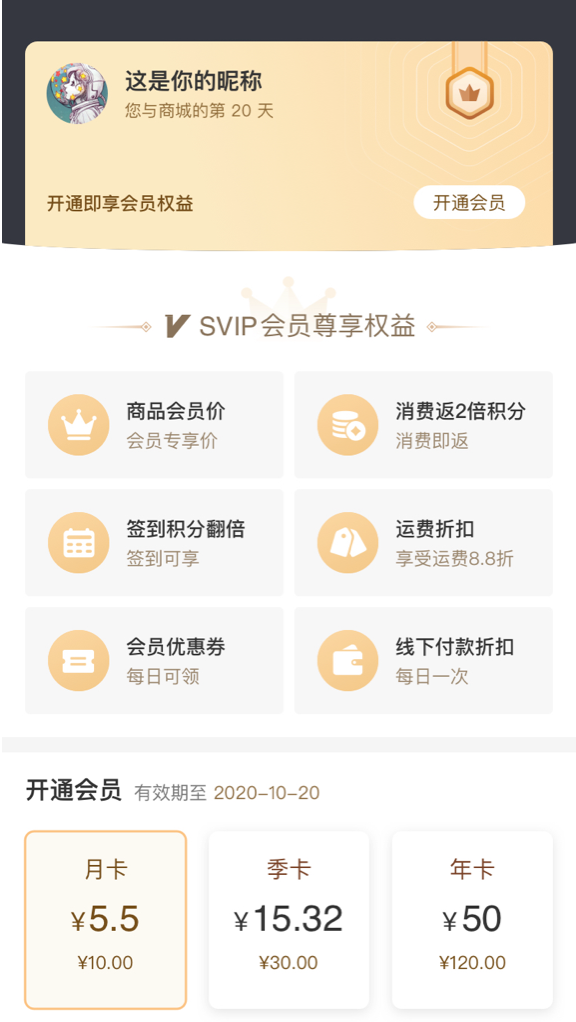 这是你的昵称
您与商城的第 20 天
开通即享会员权益
开通会员
SVIP会员尊享权益
商品会员价
会员专享价
消费返2倍积分
消费即返
签到积分翻倍
签到可享
运费折扣
享受运费8.8折
会员优惠券
每日可领
线下付款折扣
每日一次
开通会员 有效期至 2020-10-20
月卡
¥5.5
¥10.00
季卡
¥15.32
¥30.00
年卡
¥50
¥120.00